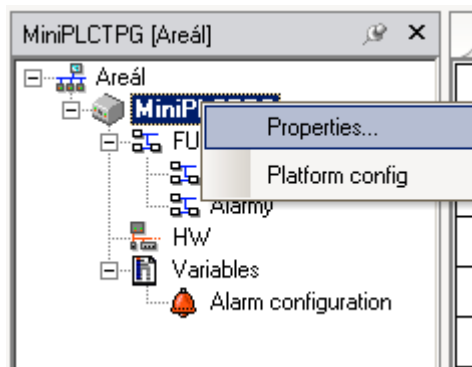 MiniPLCTPG [Areál]
Areál
Properties...
Platform config
Alarmy
HW
Variables
Alarm configuration